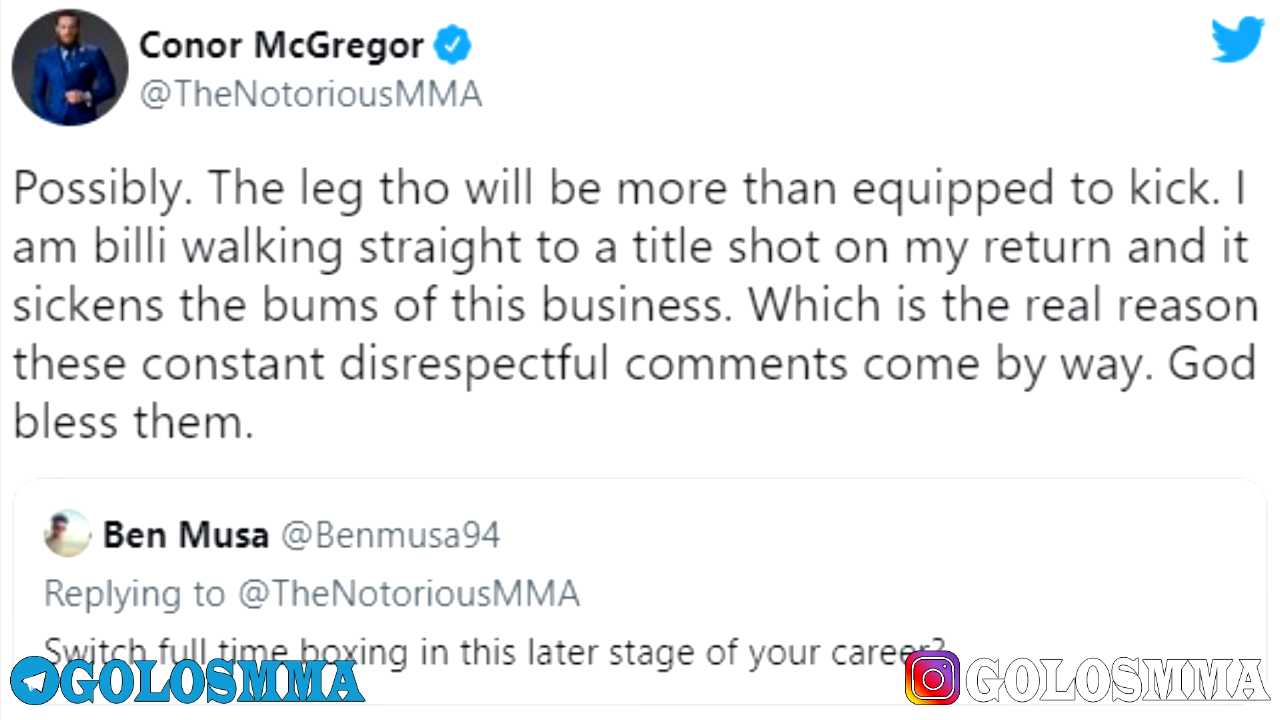 Conor McGregor
@TheNotoriousMMA
Possibly. The leg tho will be more than equipped to kick. I
am billi walking straight to a title shot on my return and it
sickens the bums of this business. Which is the real reason
these constant disrespectful comments come by way. God
bless them.
Ben Musa @Benmusa94
Replying to @TheNotoriousMMA
Switch full time boxing in this later stage of your career?
GOLOSMMA
GOLOSMMA